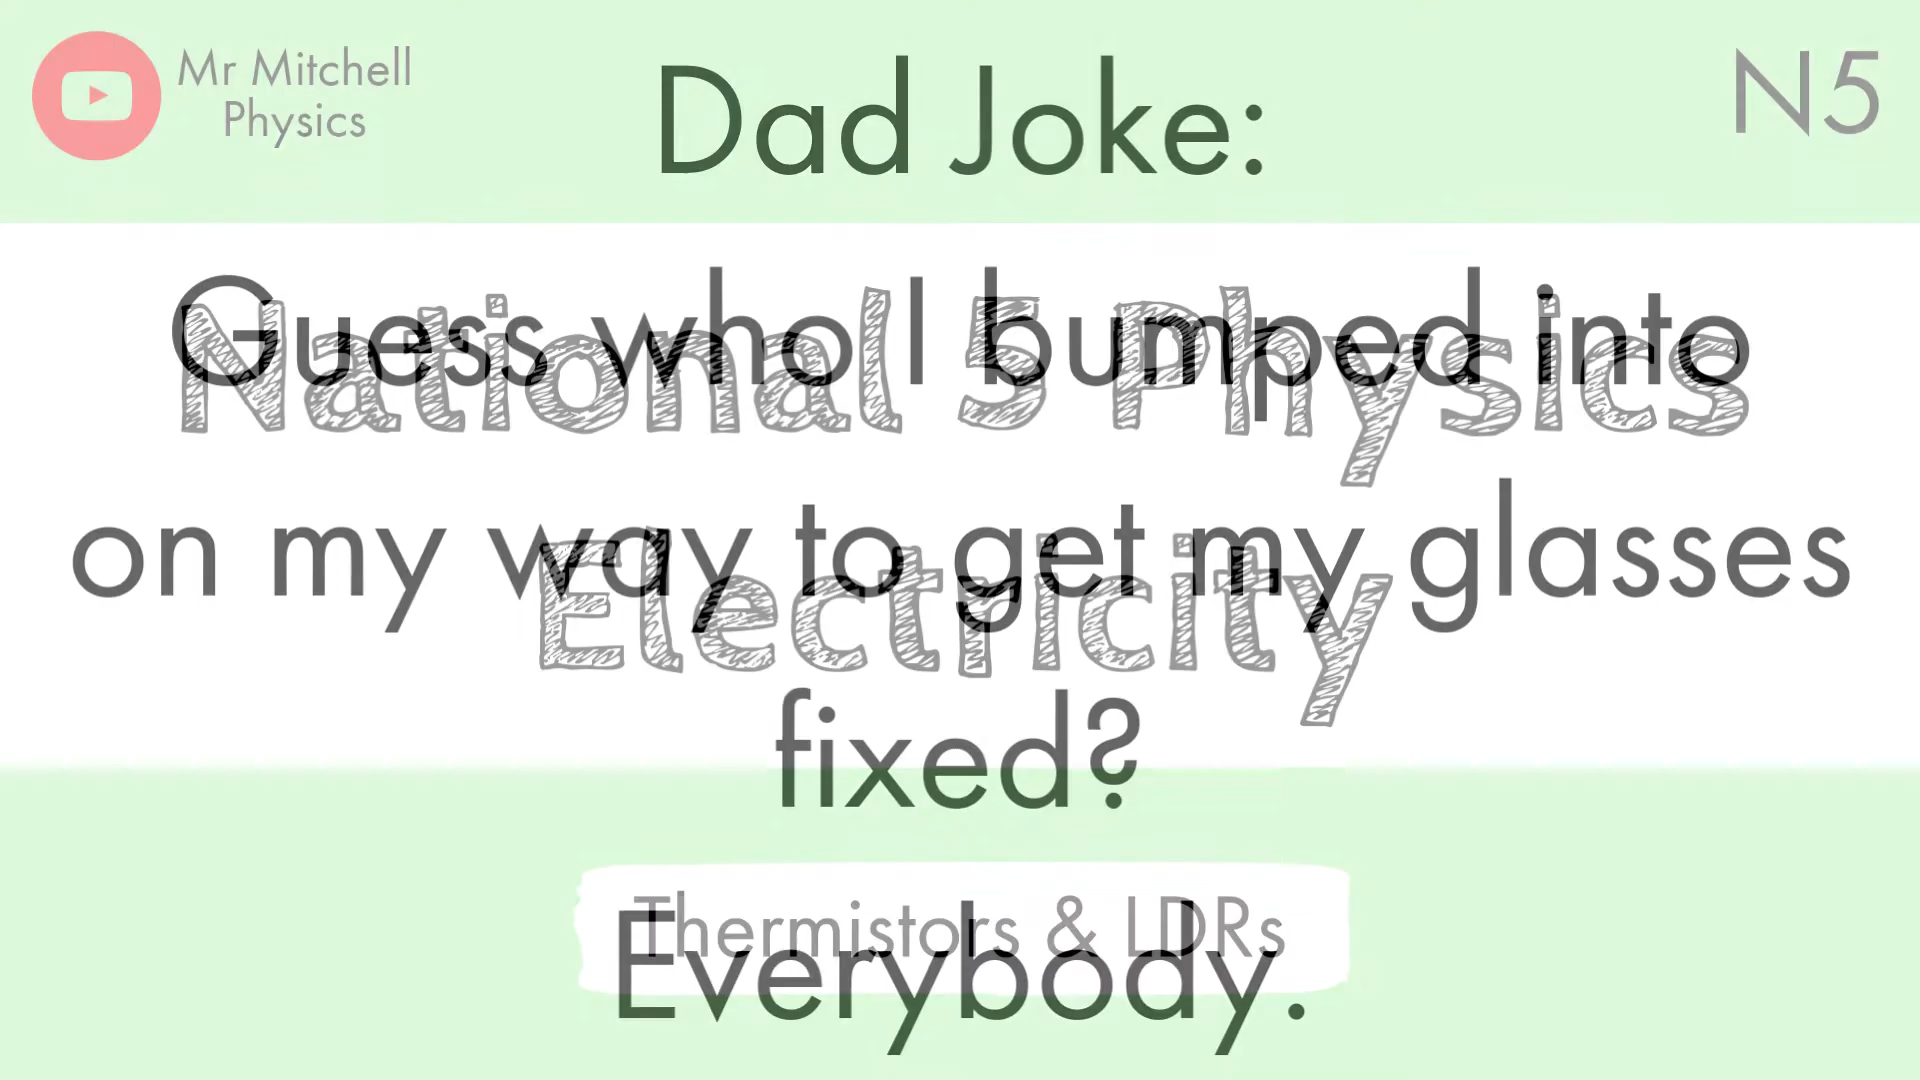 Mr Mitchell
Physics
Dad Joke:
N5
Guess who I bumped into
National 5 Physics
on my way to get my glasses
Electricity
fixed?
Thermistors & LDRs
Everybody.